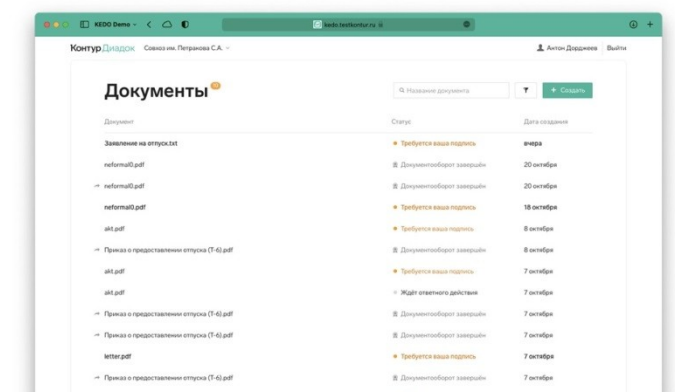 KEDO Demo
kedo.testkontur.ru
Контур Диадок Совхоз им. Петранова С.А.
Антон Дорджеев Выйти
Документы
Название документа
+ Создать
Документ Статус Дата создания
Заявление на отпуск.txt Требуется ваша подпись вчера
neformal0.pdf Документооборот завершён 20 октября
→ neformal0.pdf Документооборот завершён 20 октября
neformal0.pdf Требуется ваша подпись 18 октября
akt.pdf Требуется ваша подпись 8 октября
→ Приказ о предоставлении отпуска (Т-6).pdf Документооборот завершён 8 октября
akt.pdf Требуется ваша подпись 7 октября
akt.pdf Ждёт ответного действия 7 октября
→ Приказ о предоставлении отпуска (Т-6).pdf Документооборот завершён 7 октября
→ Приказ о предоставлении отпуска (Т-6).pdf Документооборот завершён 7 октября
letter.pdf Требуется ваша подпись 7 октября
→ Приказ о предоставлении отпуска (Т-6).pdf Документооборот завершён 7 октября